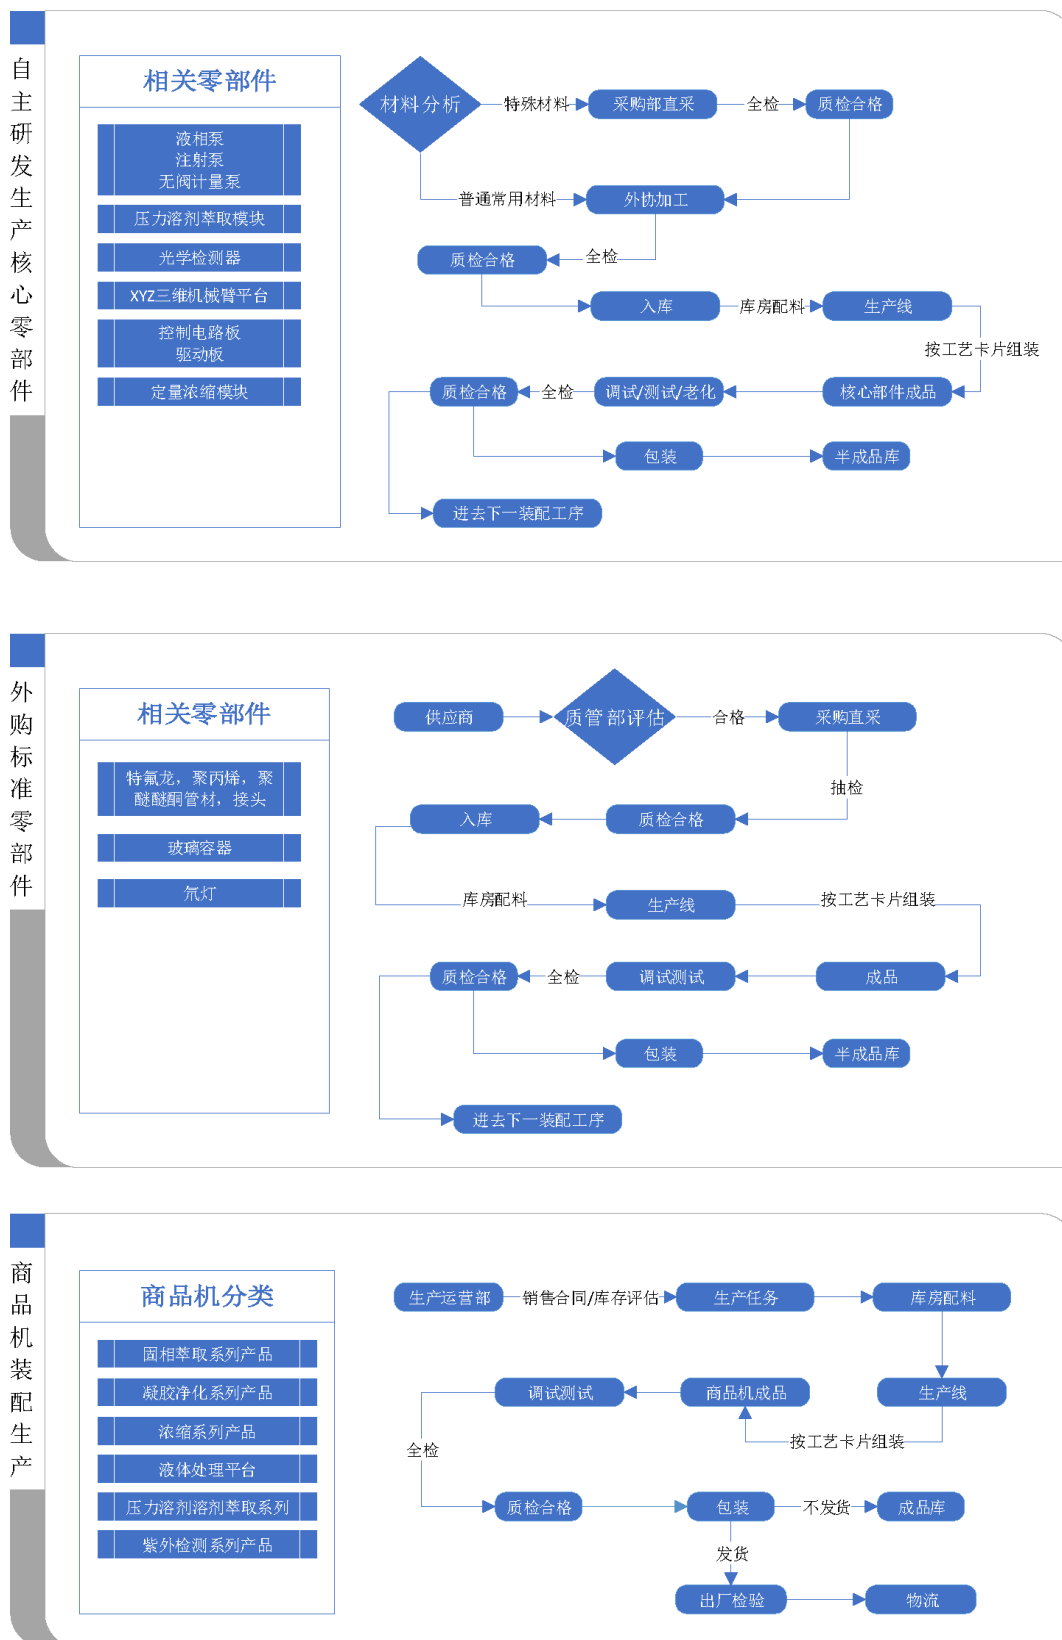 自主研发生产核心零部件
相关零部件
液相泵
注射泵
无阀计量泵
压力溶剂萃取模块
光学检测器
XYZ三维机械臂平台
控制电路板
驱动板
定量浓缩模块
材料分析
特殊材料
采购部直采
全检
质检合格
普通常用材料
外协加工
质检合格
全检
入库
库房配料
生产线
按工艺卡片组装
质检合格
全检
调试/测试/老化
核心部件成品
包装
半成品库
进去下一装配工序
外购标准零部件
相关零部件
特氟龙，聚丙烯，聚
醚醚酮管材，接头
玻璃容器
氘灯
供应商
质管部评估
合格
采购直采
抽检
入库
质检合格
库房配料
生产线
按工艺卡片组装
质检合格
全检
调试测试
成品
包装
半成品库
进去下一装配工序
商品机装配生产
商品机分类
固相萃取系列产品
凝胶净化系列产品
浓缩系列产品
液体处理平台
压力溶剂溶剂萃取系列
紫外检测系列产品
生产运营部
销售合同/库存评估
生产任务
库房配料
调试测试
商品机成品
生产线
按工艺卡片组装
全检
质检合格
包装
不发货
成品库
发货
出厂检验
物流